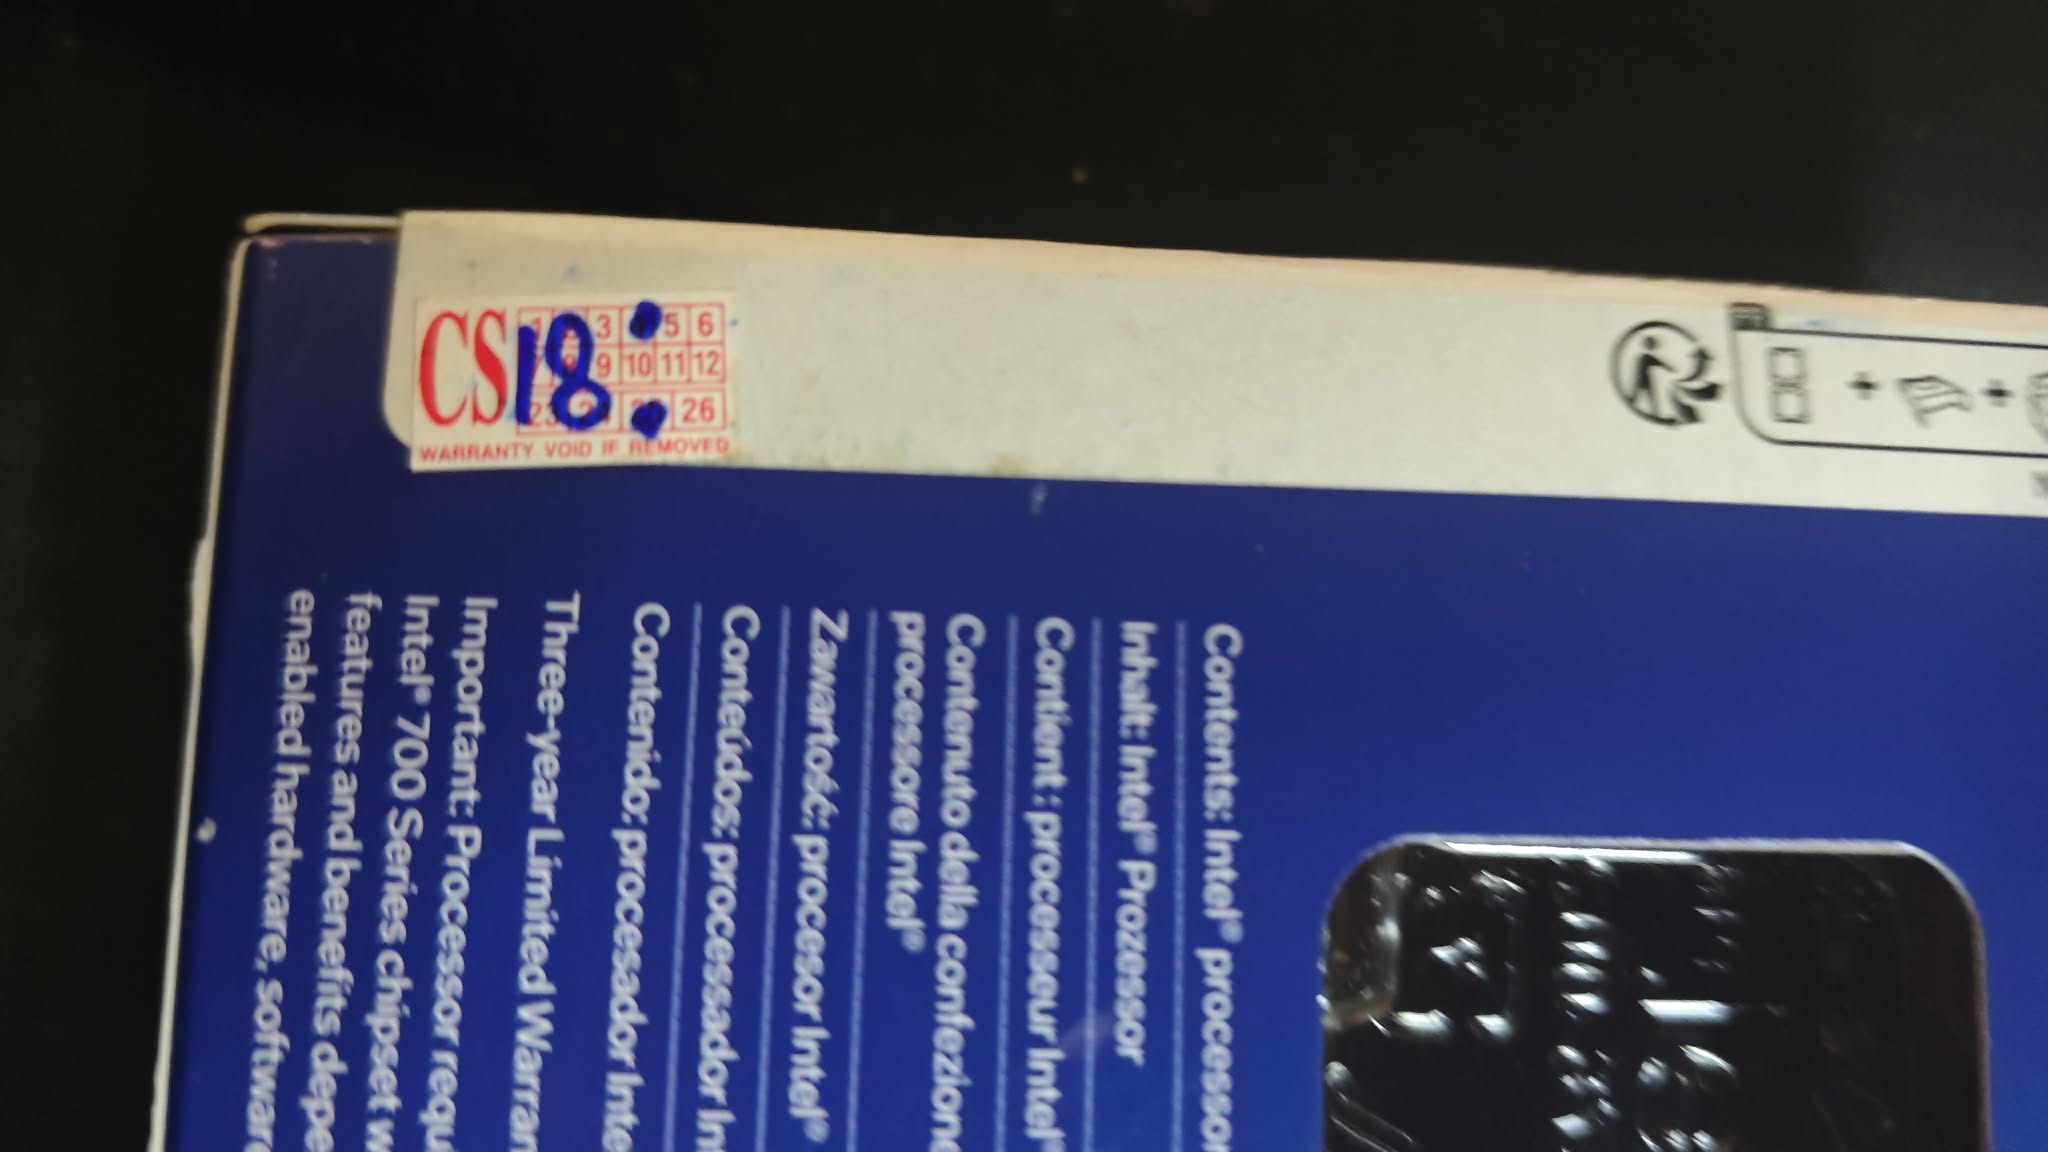 CS 18
1 3 5 6
9 10 11 12
23 24 26
WARRANTY VOID IF REMOVED
Contents: Intel® processor
Inhalt: Intel® Prozessor
Contient : processeur Intel®
Contenuto della confezione
processore Intel®
Zawartość: procesor Intel®
Conteúdos: processador
Contenido: procesador
Three-year Limited
Important: Processor
Intel® 700 Series chipset
features and benefits
enabled hardware, software